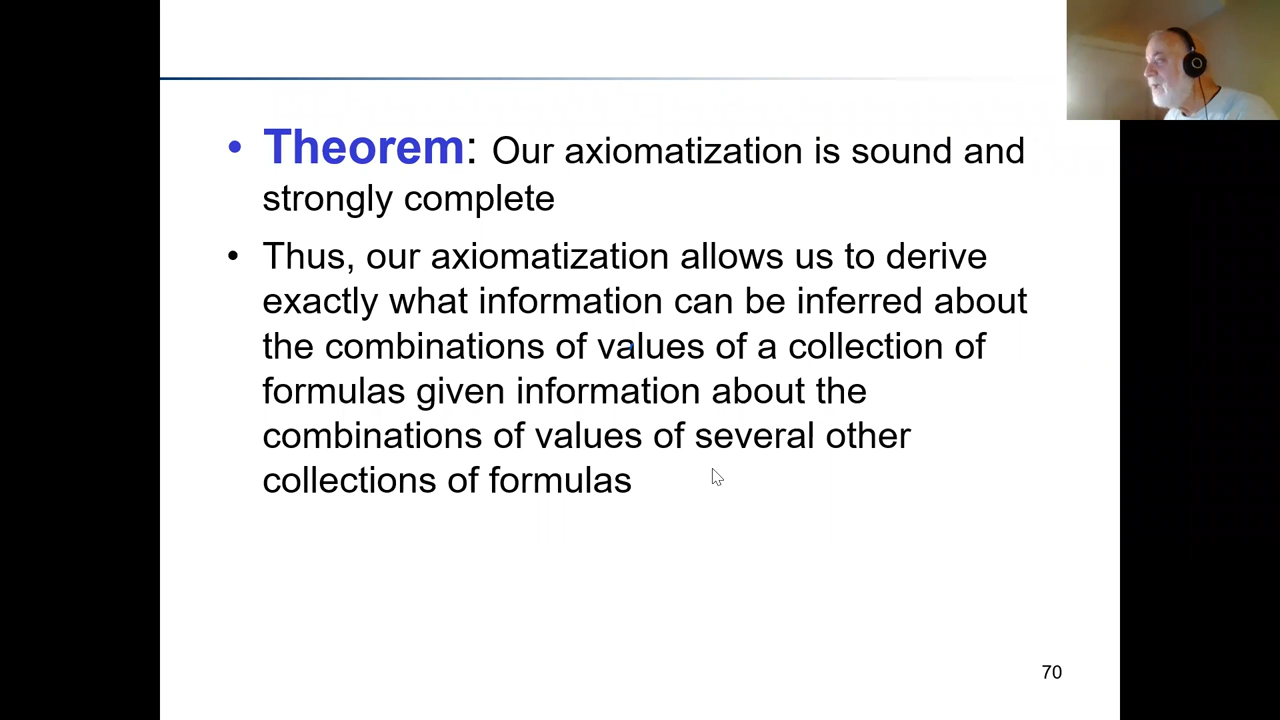 • Theorem: Our axiomatization is sound and
strongly complete
• Thus, our axiomatization allows us to derive
exactly what information can be inferred about
the combinations of values of a collection of
formulas given information about the
combinations of values of several other
collections of formulas
70